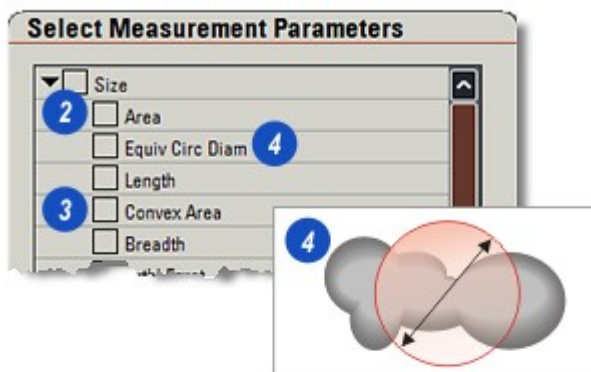 Select Measurement Parameters
Size
2 Area
Equiv Circ Diam 4
Length
3 Convex Area
Breadth
4